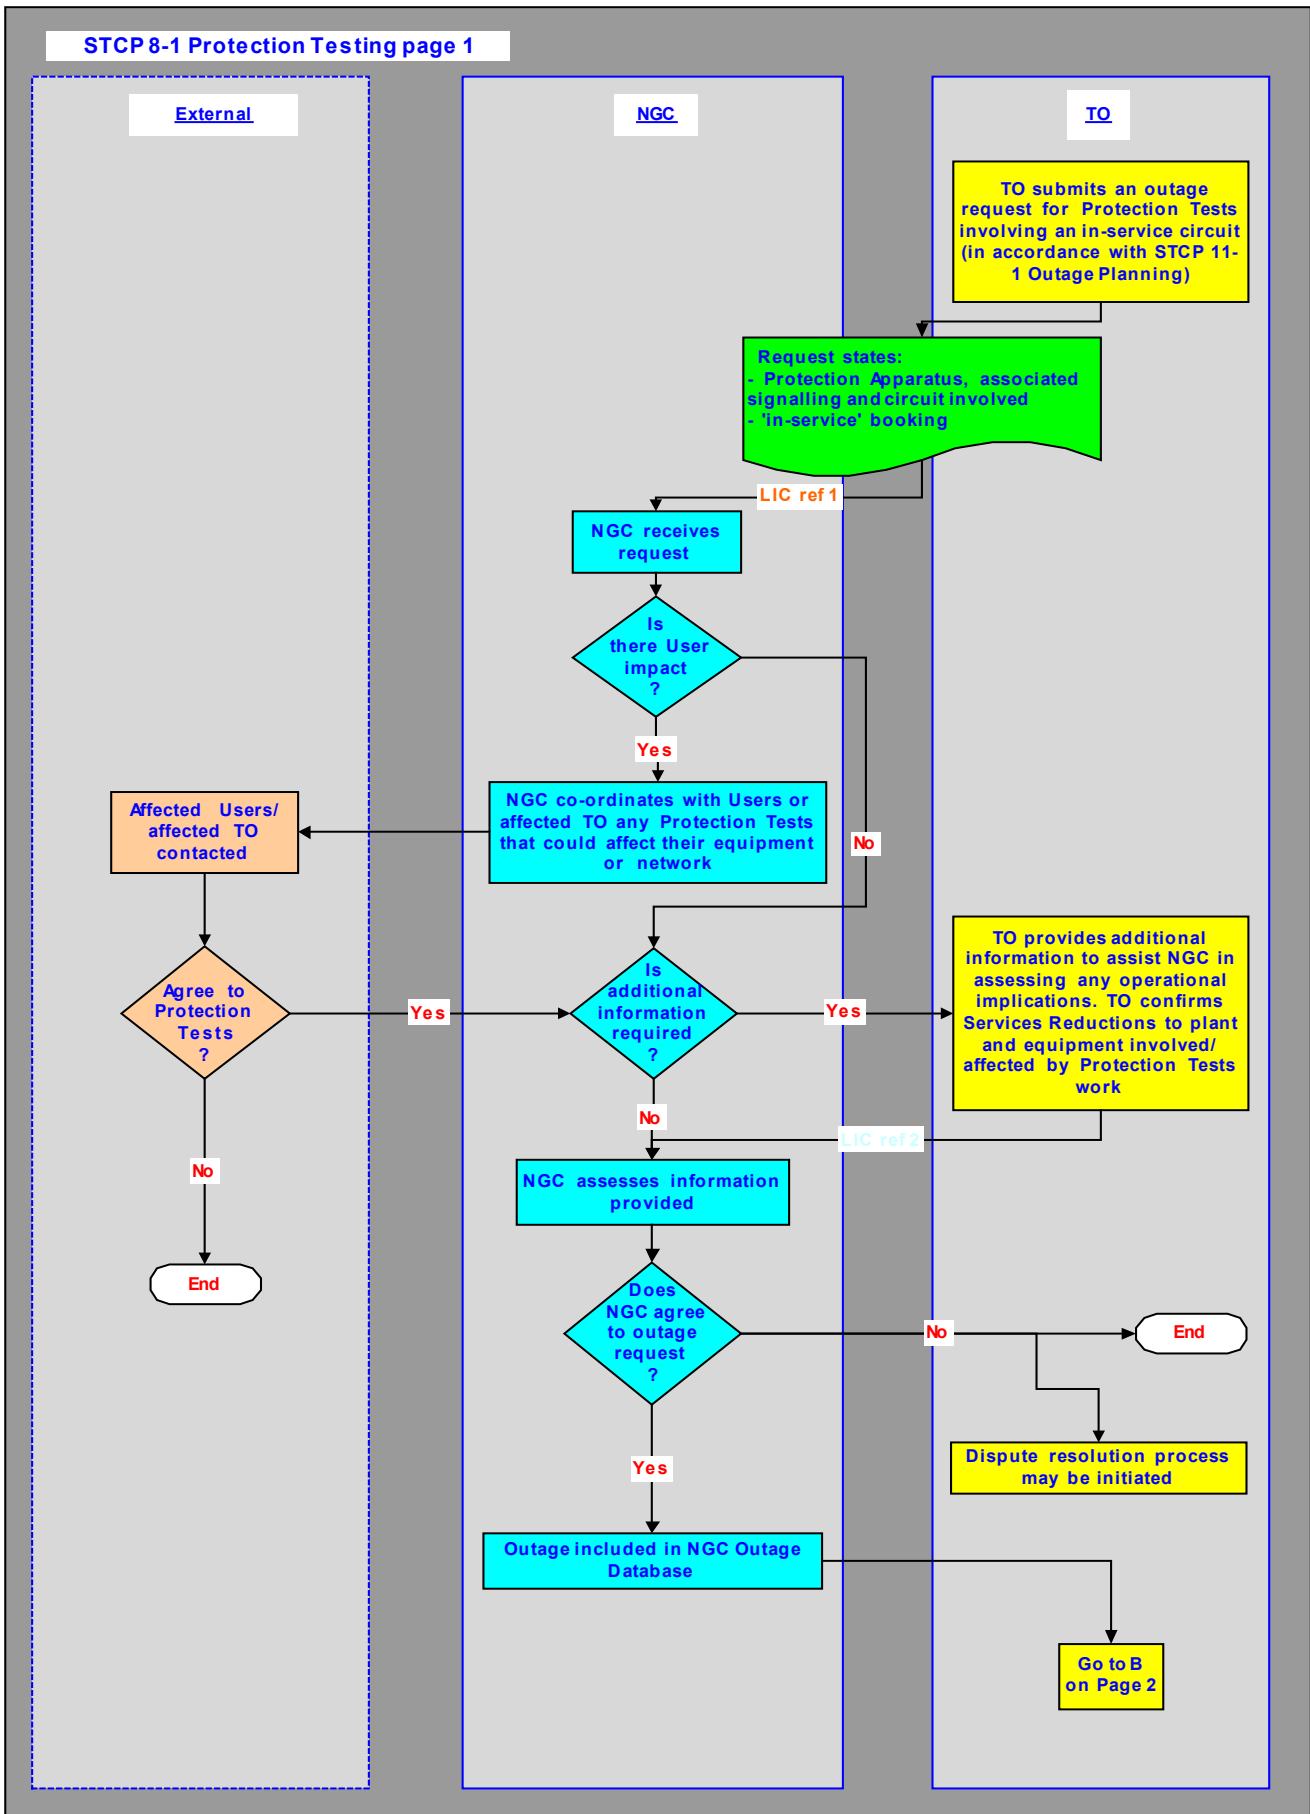 STCP 8-1 Protection Testing page 1
External
NGC
TO
TO submits an outage
request for Protection Tests
involving an in-service circuit
(in accordance with STCP 11-
1 Outage Planning)
Request states:
- Protection Apparatus, associated
signalling and circuit involved
- 'in-service' booking
LIC ref 1
NGC receives
request
Is
there User
impact
?
Yes
No
NGC co-ordinates with Users or
affected TO any Protection Tests
that could affect their equipment
or network
Affected Users/
affected TO
contacted
Agree to
Protection
Tests
?
Yes
No
End
Is
additional
information
required
?
Yes
No
TO provides additional
information to assist NGC in
assessing any operational
implications. TO confirms
Services Reductions to plant
and equipment involved/
affected by Protection Tests
work
LIC ref 2
NGC assesses information
provided
Does
NGC agree
to outage
request
?
No
End
Dispute resolution process
may be initiated
Yes
Outage included in NGC Outage
Database
Go to B
on Page 2